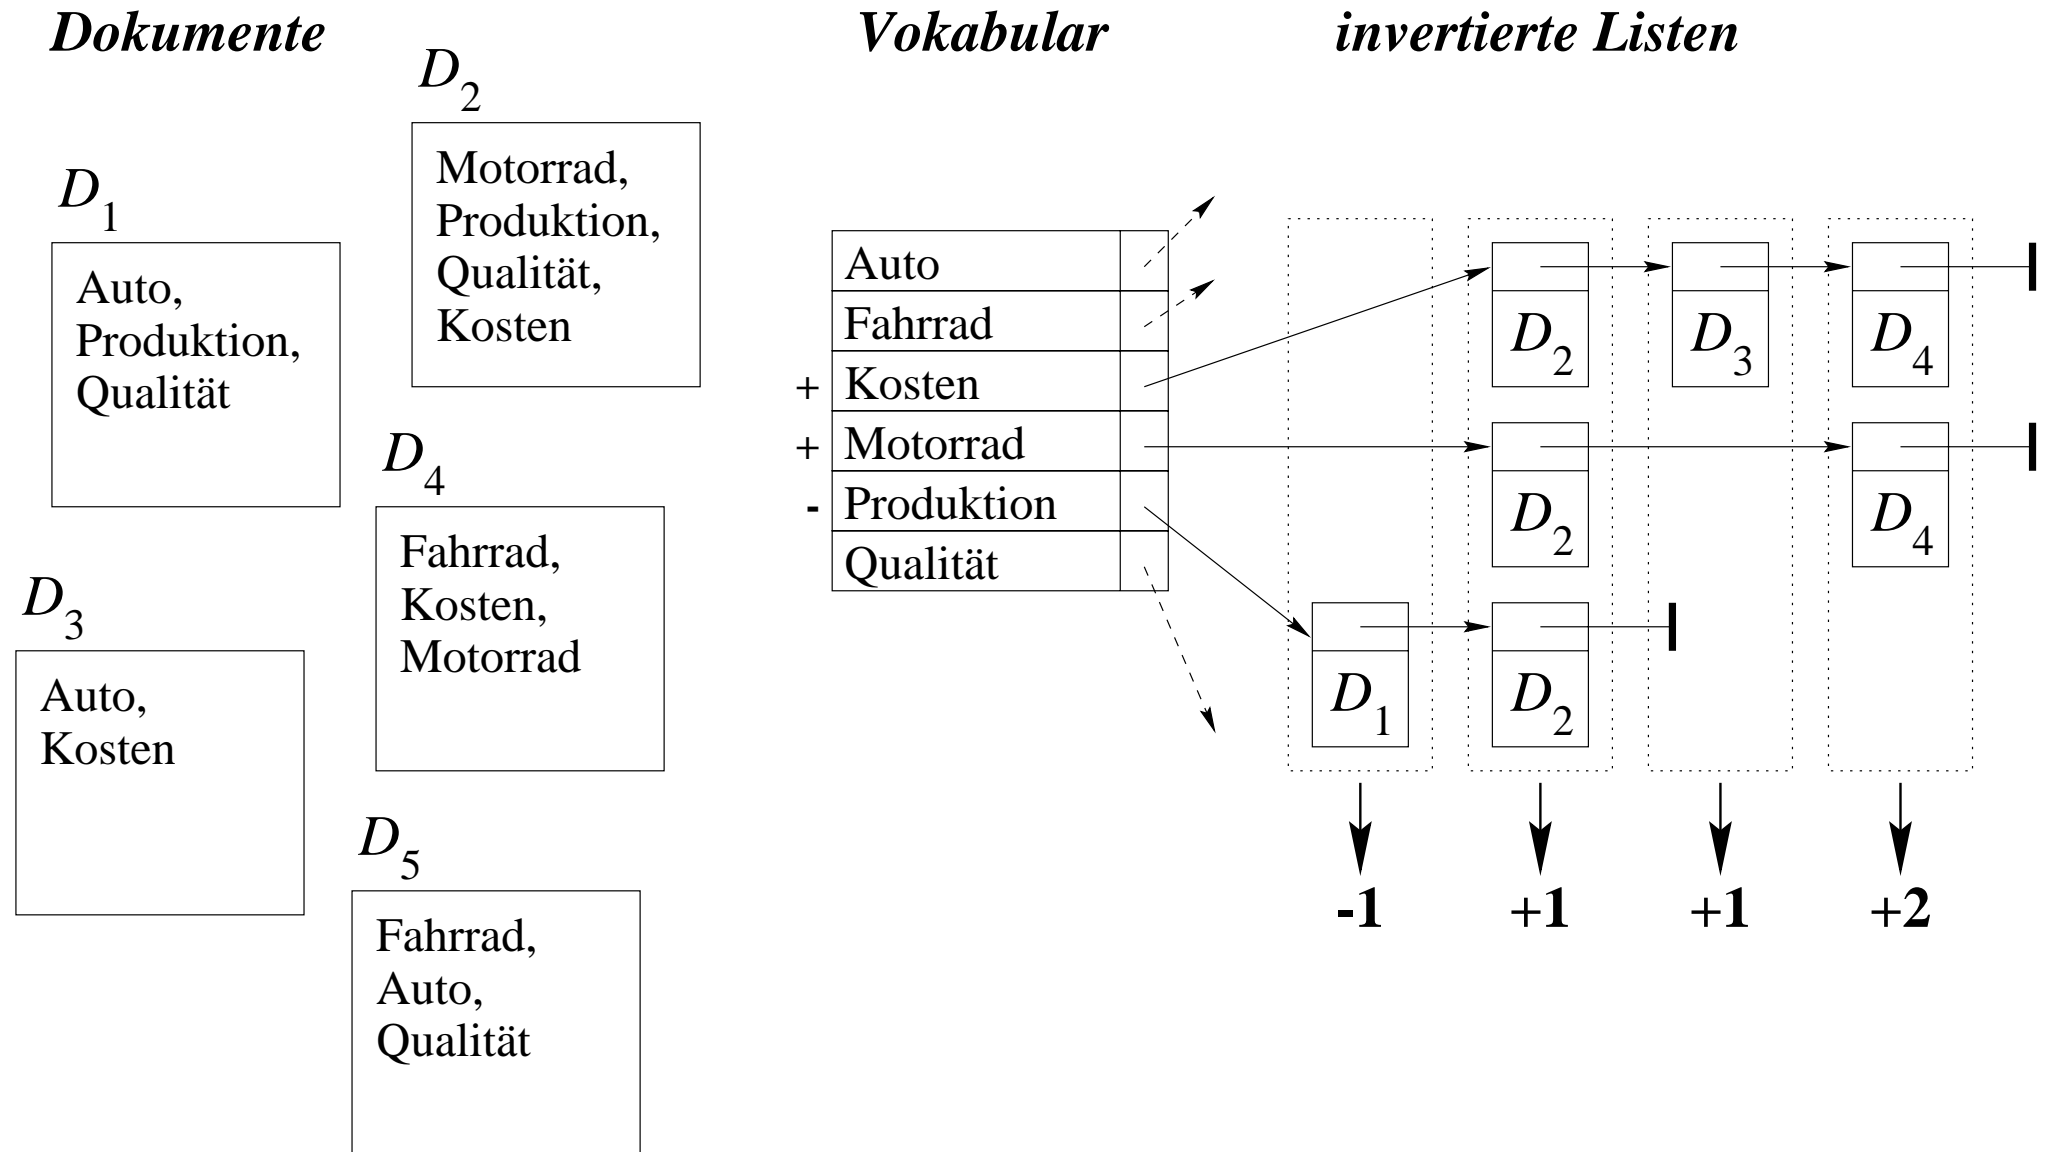 Dokumente
Vokabular
invertierte Listen
D1
Auto,
Produktion,
Qualität
D2
Motorrad,
Produktion,
Qualität,
Kosten
D3
Auto,
Kosten
D4
Fahrrad,
Kosten,
Motorrad
D5
Fahrrad,
Auto,
Qualität
Auto
Fahrrad
+ Kosten
+ Motorrad
- Produktion
Qualität
D2 D3 D4
D2 D4
D1 D2
-1 +1 +1 +2